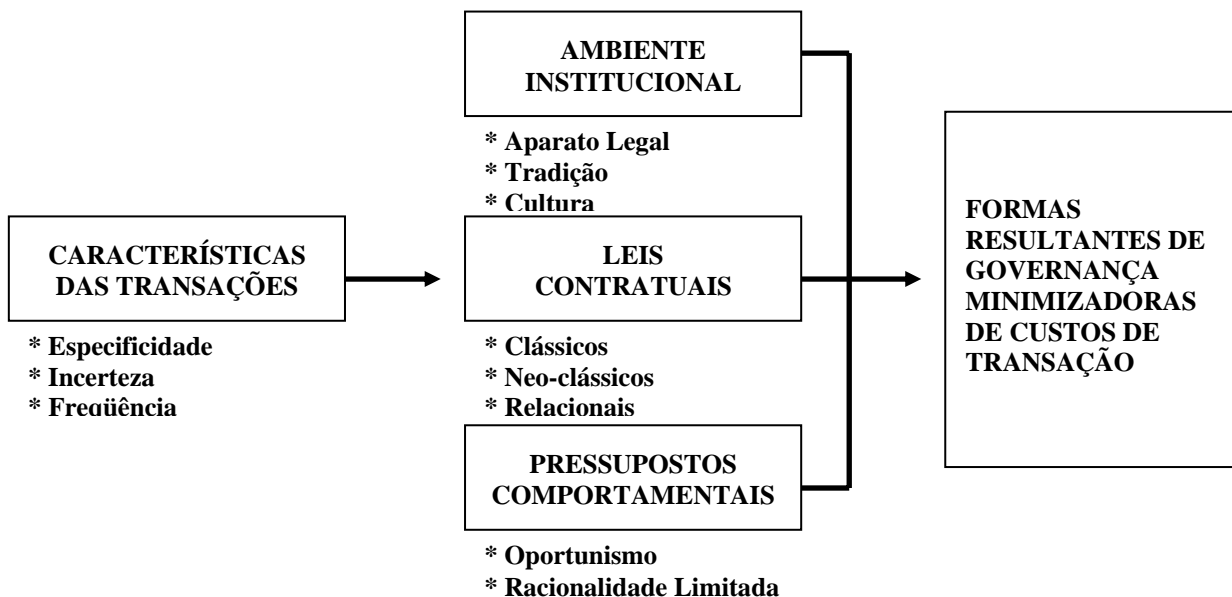 AMBIENTE
INSTITUCIONAL
* Aparato Legal
* Tradição
* Cultura
CARACTERÍSTICAS
DAS TRANSAÇÕES
* Especificidade
* Incerteza
* Freqüência
LEIS
CONTRATUAIS
* Clássicos
* Neo-clássicos
* Relacionais
PRESSUPOSTOS
COMPORTAMENTAIS
* Oportunismo
* Racionalidade Limitada
FORMAS
RESULTANTES DE
GOVERNANÇA
MINIMIZADORAS
DE CUSTOS DE
TRANSAÇÃO